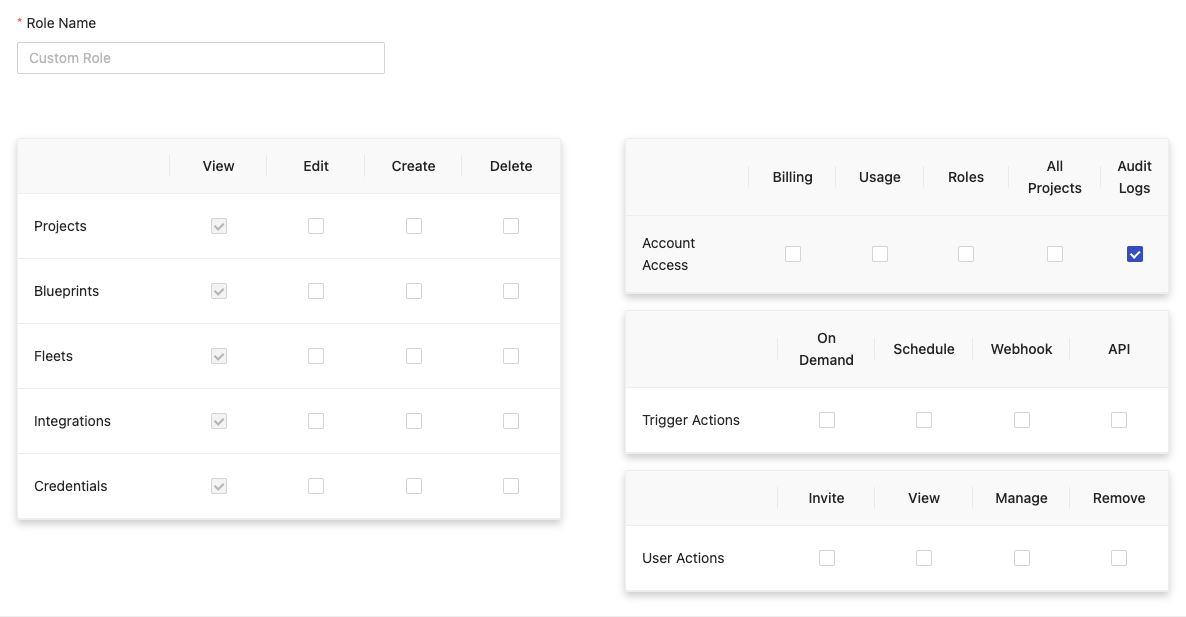 * Role Name
Custom Role
View Edit Create Delete
Projects
Blueprints
Fleets
Integrations
Credentials
Billing Usage Roles All Projects Audit Logs
Account
Access
On Demand Schedule Webhook API
Trigger Actions
Invite View Manage Remove
User Actions